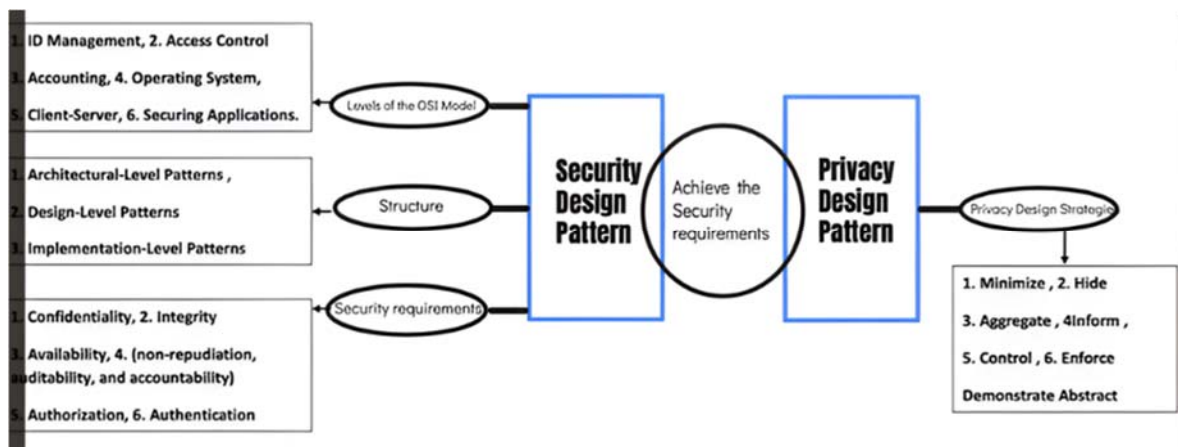 1. ID Management, 2. Access Control
3. Accounting, 4. Operating System,
5. Client-Server, 6. Securing Applications.
Levels of the OSI Model
1. Architectural-Level Patterns ,
2. Design-Level Patterns
3. Implementation-Level Patterns
Structure
1. Confidentiality, 2. Integrity
3. Availability, 4. (non-repudiation,
auditability, and accountability)
5. Authorization, 6. Authentication
Security requirements
Security
Design
Pattern
Achieve the
Security
requirements
Privacy
Design
Pattern
Privacy Design Strategie
1. Minimize , 2. Hide
3. Aggregate , 4Inform ,
5. Control , 6. Enforce
Demonstrate Abstract